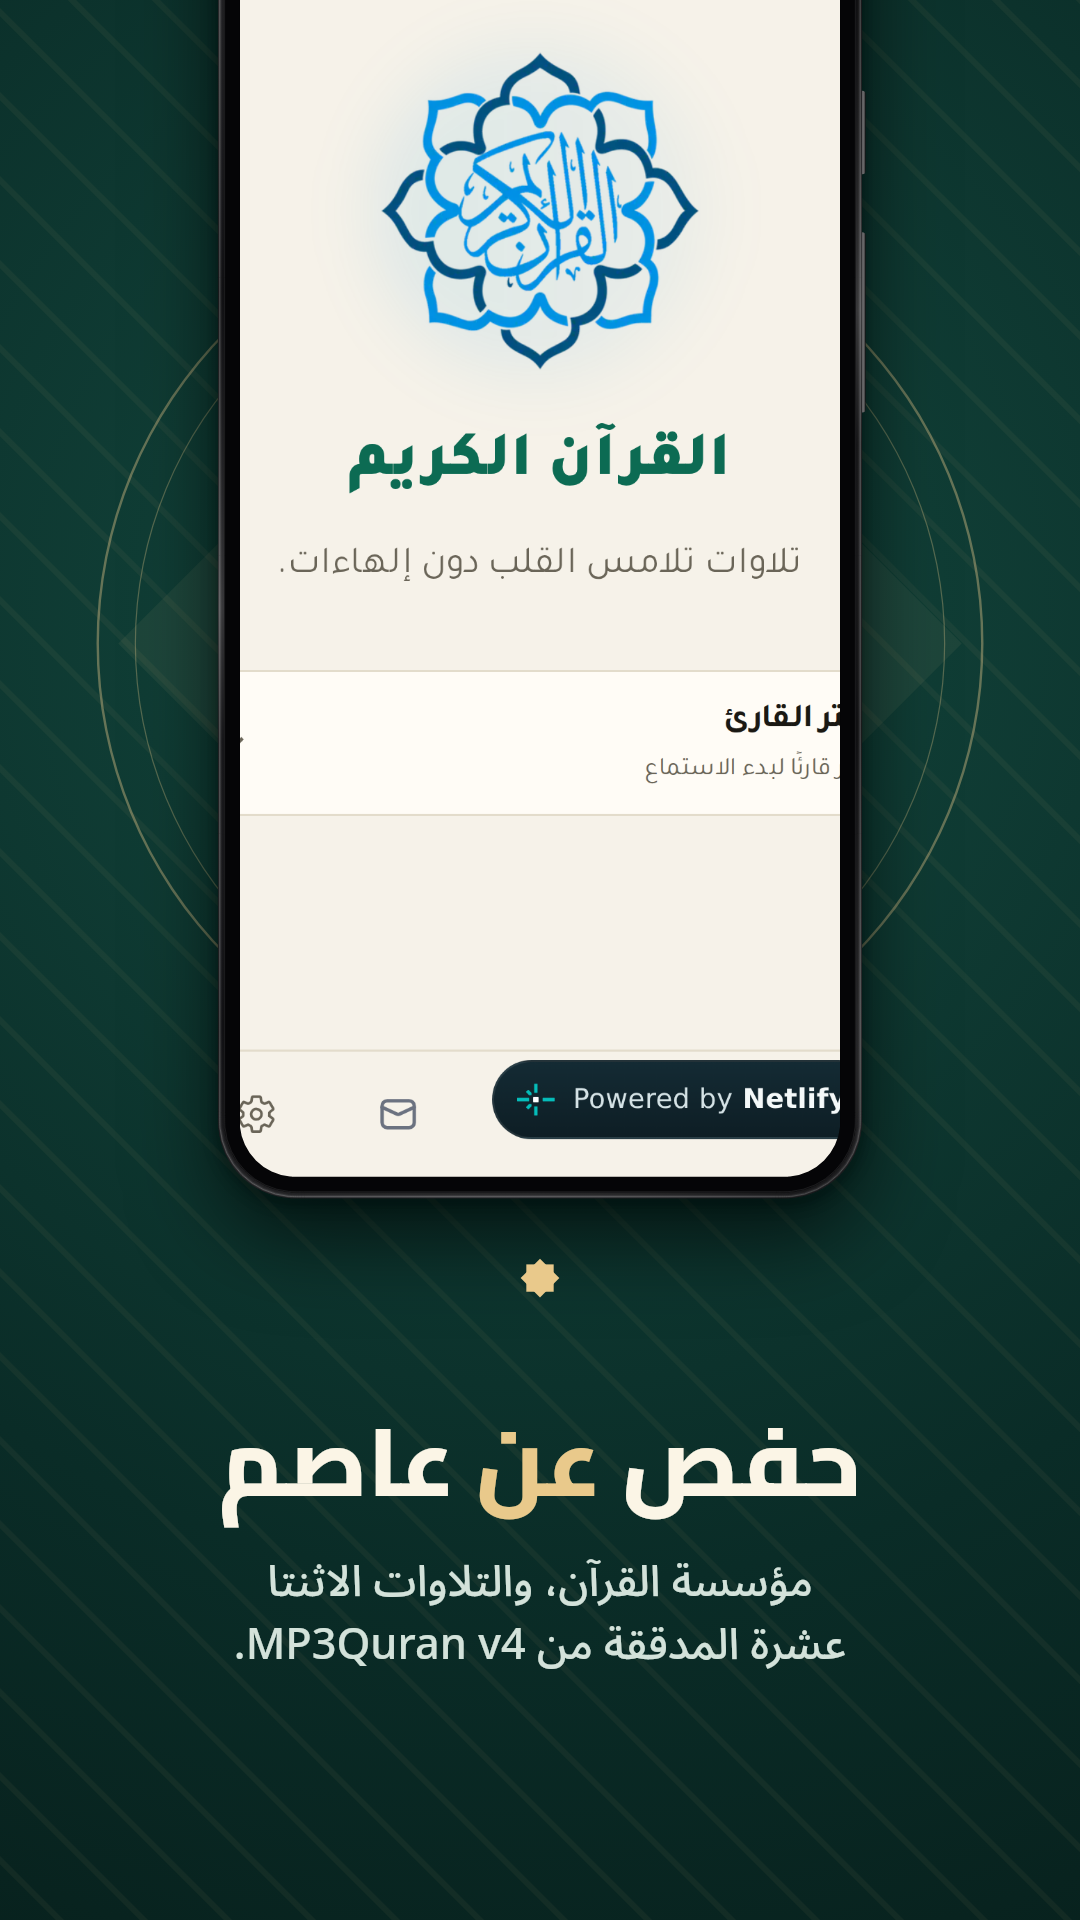 القرآن الكريم
القرآن الكريم
تلاوات تلامس القلب دون إلهاءات.
القارئ
قارئًا لبدء الاستماع
Powered by Netlify
حفص عن عاصم
مؤسسة القرآن، والتلاوات الاثنتا
عشرة المدققة من MP3Quran v4.